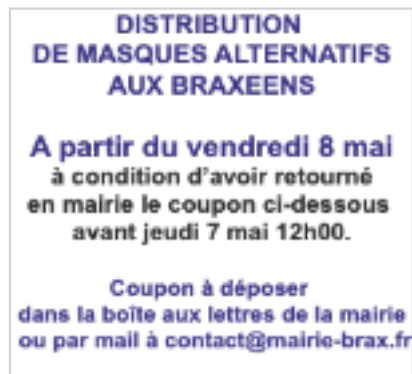 DISTRIBUTION
DE MASQUES ALTERNATIFS
AUX BRAXEENS
A partir du vendredi 8 mai
à condition d'avoir retourné
en mairie le coupon ci-dessous
avant jeudi 7 mai 12h00.
Coupon à déposer
dans la boîte aux lettres de la mairie
ou par mail à contact@mairie-brax.fr